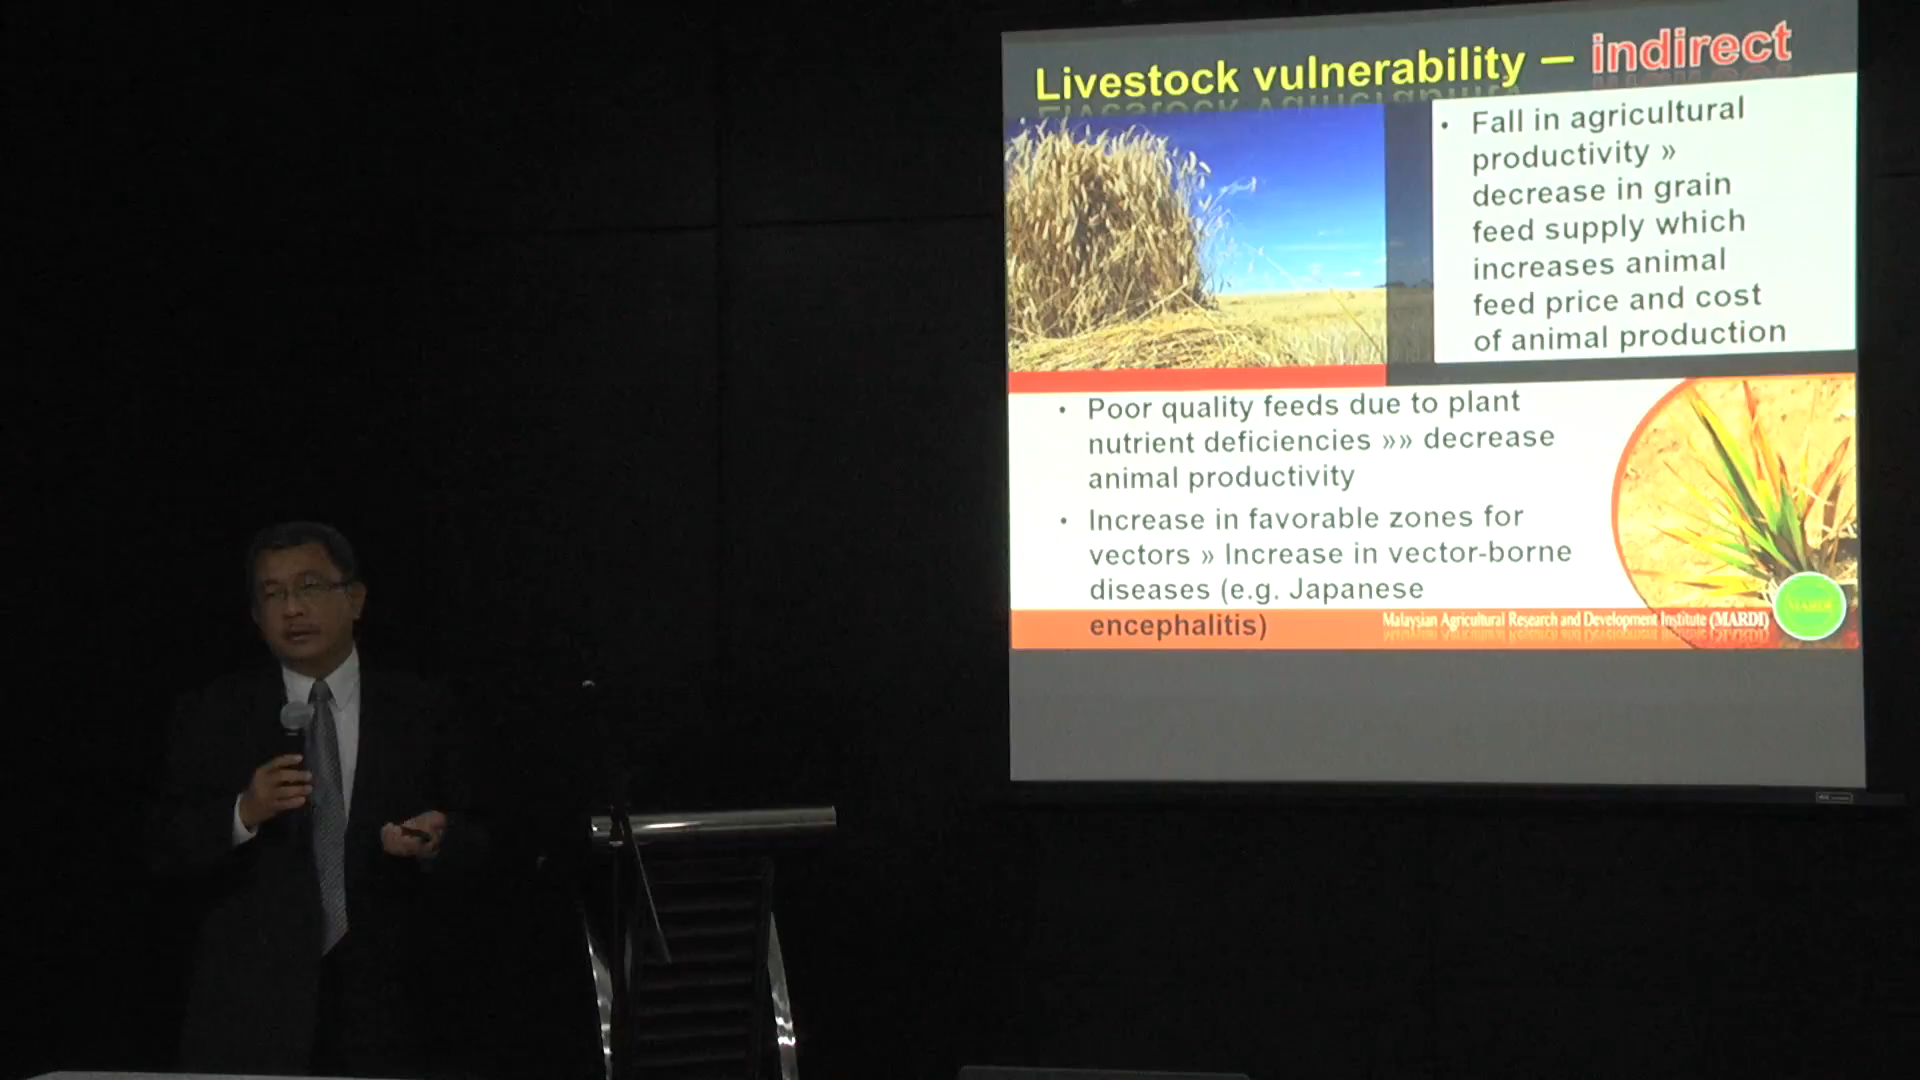 Livestock vulnerability – indirect
• Fall in agricultural
productivity »
decrease in grain
feed supply which
increases animal
feed price and cost
of animal production
• Poor quality feeds due to plant
nutrient deficiencies »» decrease
animal productivity
• Increase in favorable zones for
vectors » Increase in vector-borne
diseases (e.g. Japanese
encephalitis)
Malaysian Agricultural Research and Development Institute (MARDI)
MARDI